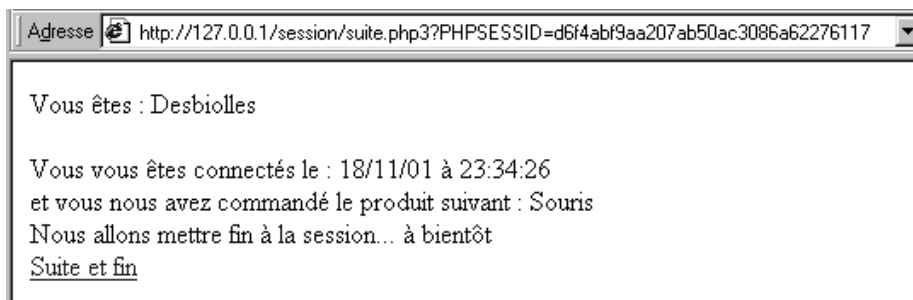 Adresse http://127.0.0.1/session/suite.php3?PHPSESSID=d6f4abf9aa207ab50ac3086a62276117
Vous êtes : Desbiolles
Vous vous êtes connectés le : 18/11/01 à 23:34:26
et vous nous avez commandé le produit suivant : Souris
Nous allons mettre fin à la session... à bientôt
Suite et fin